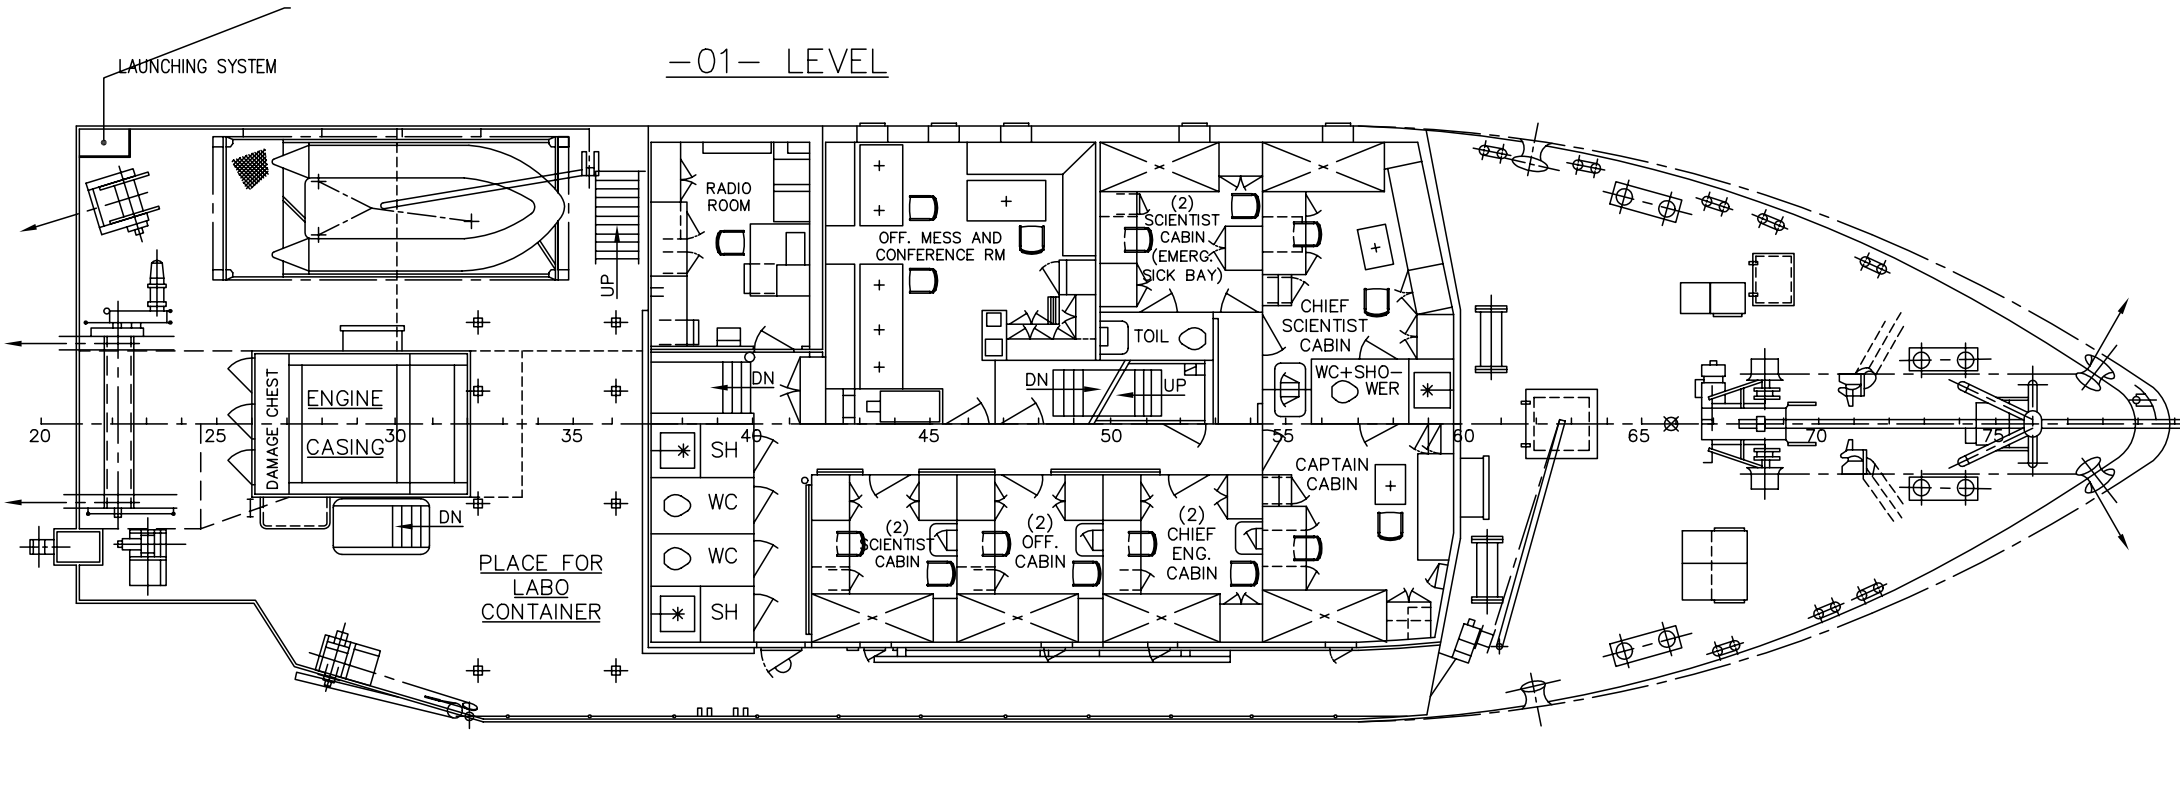 -01- LEVEL
LAUNCHING SYSTEM
RADIO
ROOM
OFF. MESS AND
CONFERENCE RM
(2)
SCIENTIST
CABIN
(EMERG.
SICK BAY)
CHIEF
SCIENTIST
CABIN
UP
TOIL
DN
DN
UP
WC+SHO-
WER
DAMAGE CHEST
ENGINE
CASING
20
25
30
35
40
45
50
55
60
65
70
75
SH
WC
WC
SH
DN
PLACE FOR
LABO
CONTAINER
(2)
SCIENTIST
CABIN
(2)
OFF.
CABIN
(2)
CHIEF
ENG.
CABIN
CAPTAIN
CABIN